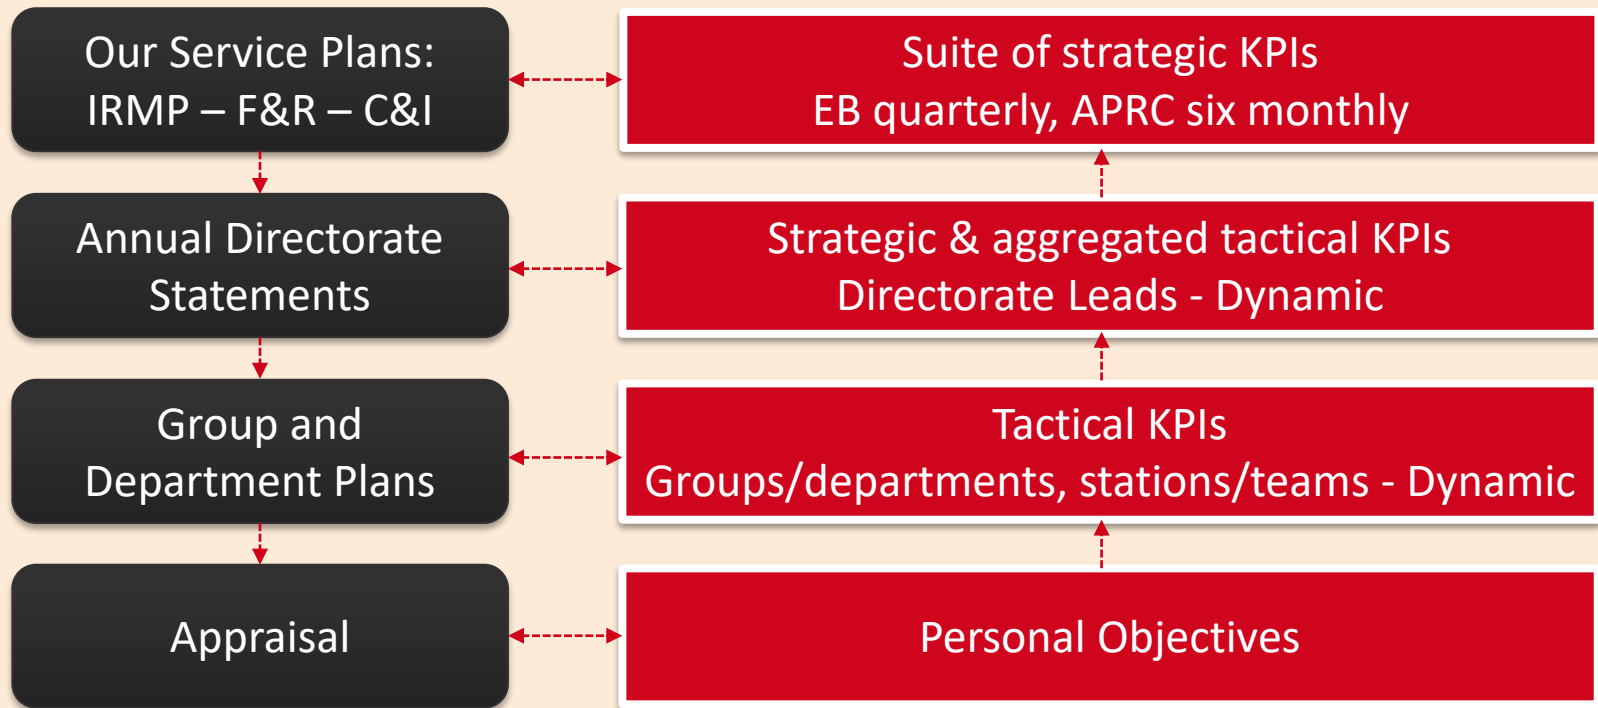 Our Service Plans:
IRMP – F&R – C&I
Suite of strategic KPIs
EB quarterly, APRC six monthly
Annual Directorate
Statements
Strategic & aggregated tactical KPIs
Directorate Leads - Dynamic
Group and
Department Plans
Tactical KPIs
Groups/departments, stations/teams - Dynamic
Appraisal
Personal Objectives